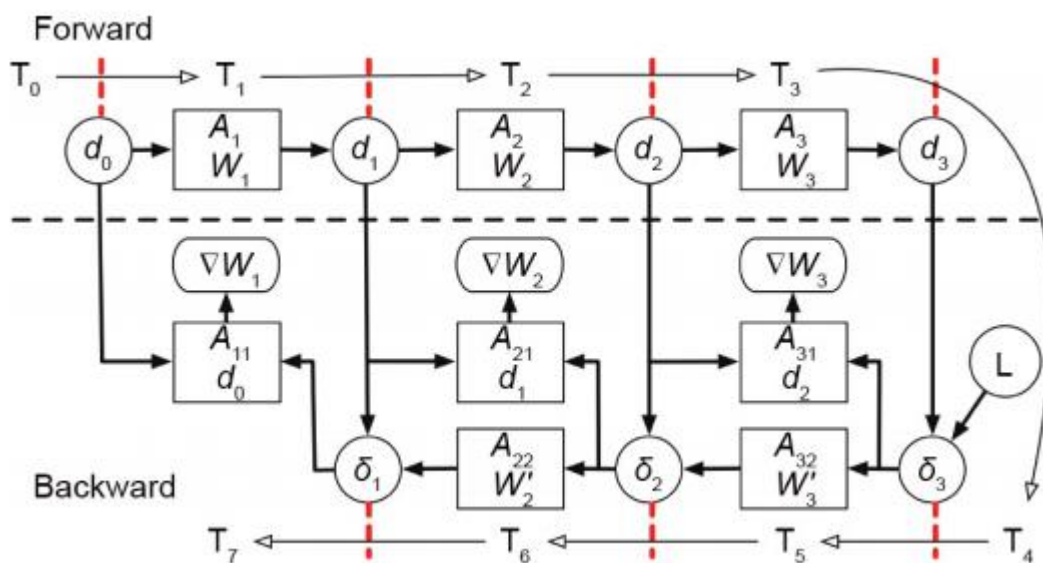 Forward
T₀ T₁ T₂ T₃
d₀ A₁ d₁ A₂ d₂ A₃ d₃
W₁ W₂ W₃
∇W₁ ∇W₂ ∇W₃
A₁₁ A₂₁ A₃₁ L
d₀ d₁ d₂
δ₁ A₂₂ δ₂ A₃₂ δ₃
W′₂ W′₃
Backward
T₇ T₆ T₅ T₄